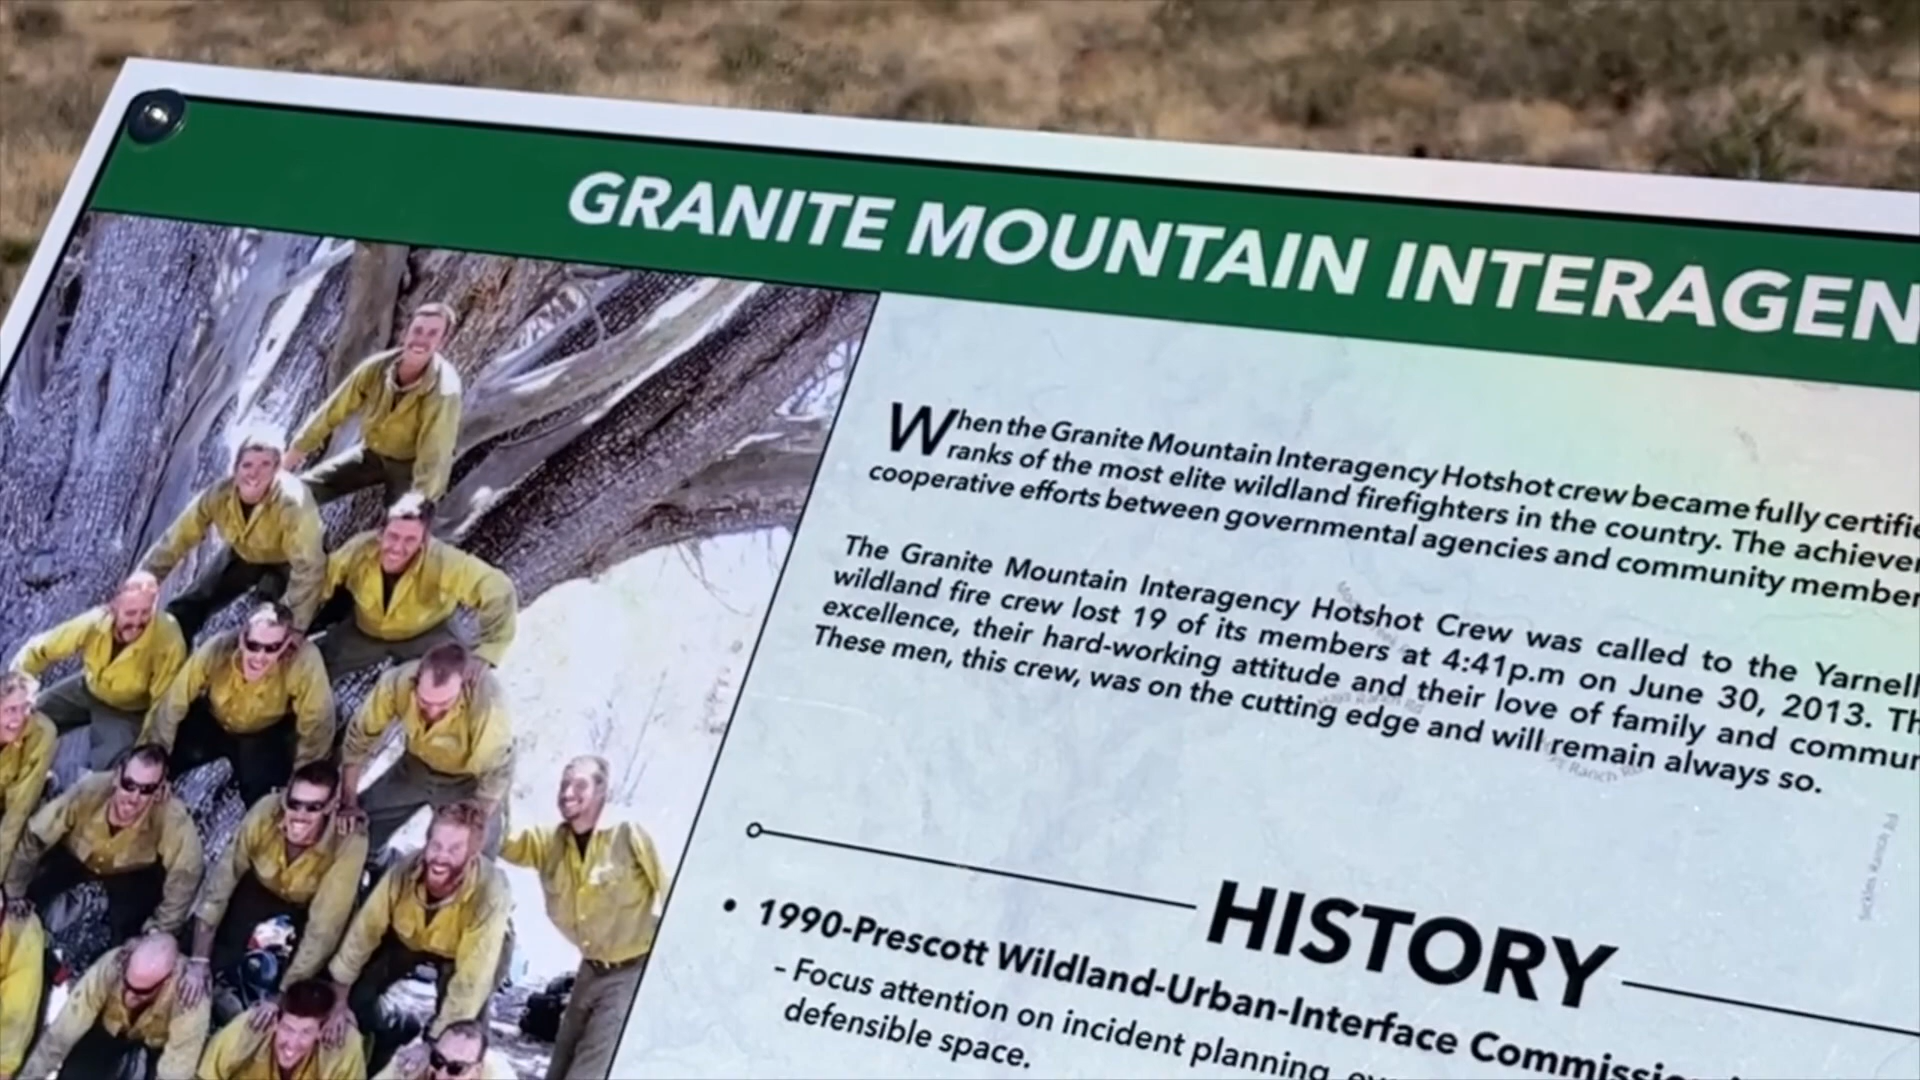 GRANITE MOUNTAIN INTERAGEN
When the Granite Mountain Interagency Hotshot crew became fully certifie
ranks of the most elite wildland firefighters in the country. The achieve
cooperative efforts between governmental agencies and community member
The Granite Mountain Interagency Hotshot Crew was called to the Yarnell
wildland fire crew lost 19 of its members at 4:41p.m on June 30, 2013. Th
excellence, their hard-working attitude and their love of family and commun
These men, this crew, was on the cutting edge and will remain always so.
HISTORY
• 1990-Prescott Wildland-Urban-Interface Commissi
- Focus attention on incident planning,
defensible space.